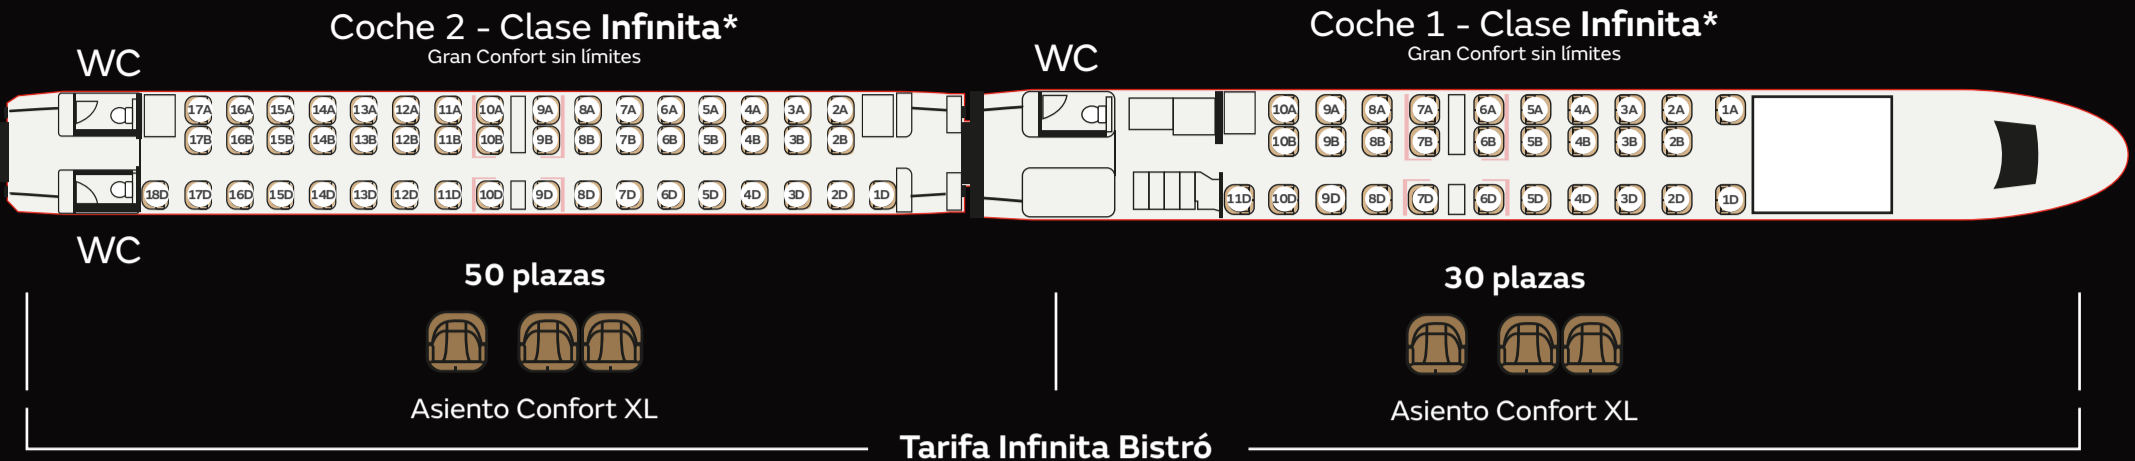 Coche 2 - Clase Infinita*
Gran Confort sin límites
WC
17A 16A 15A 14A 13A 12A 11A 10A 9A 8A 7A 6A 5A 4A 3A 2A
17B 16B 15B 14B 13B 12B 11B 10B 9B 8B 7B 6B 5B 4B 3B 2B
18D 17D 16D 15D 14D 13D 12D 11D 10D 9D 8D 7D 6D 5D 4D 3D 2D 1D
WC
50 plazas
Asiento Confort XL
Coche 1 - Clase Infinita*
Gran Confort sin límites
WC
10A 9A 8A 7A 6A 5A 4A 3A 2A 1A
10B 9B 8B 7B 6B 5B 4B 3B 2B
11D 10D 9D 8D 7D 6D 5D 4D 3D 2D 1D
30 plazas
Asiento Confort XL
Tarifa Infinita Bistró